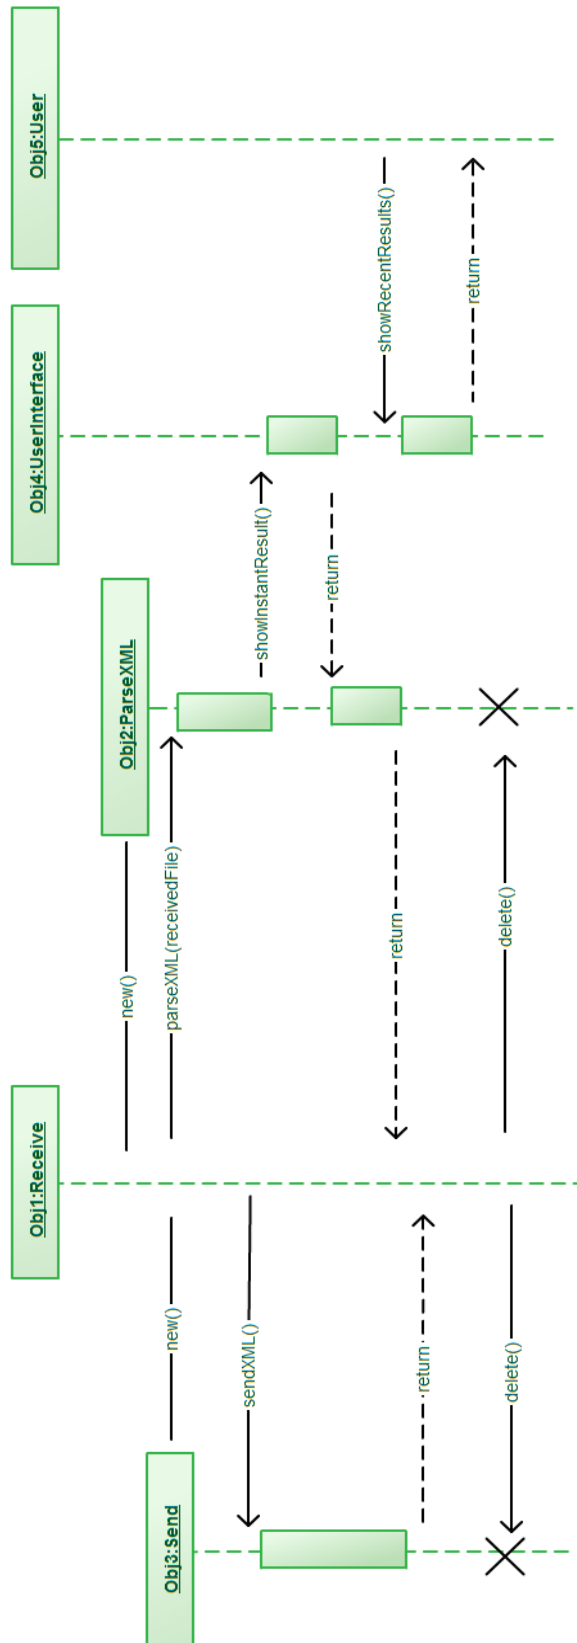 Obj3:Send
Obj1:Receive
Obj2:ParseXML
Obj4:UserInterface
Obj5:User
new()
new()
parseXML(receivedFile)
sendXML()
showInstantResult()
return
showRecentResults()
return
return
return
delete()
delete()